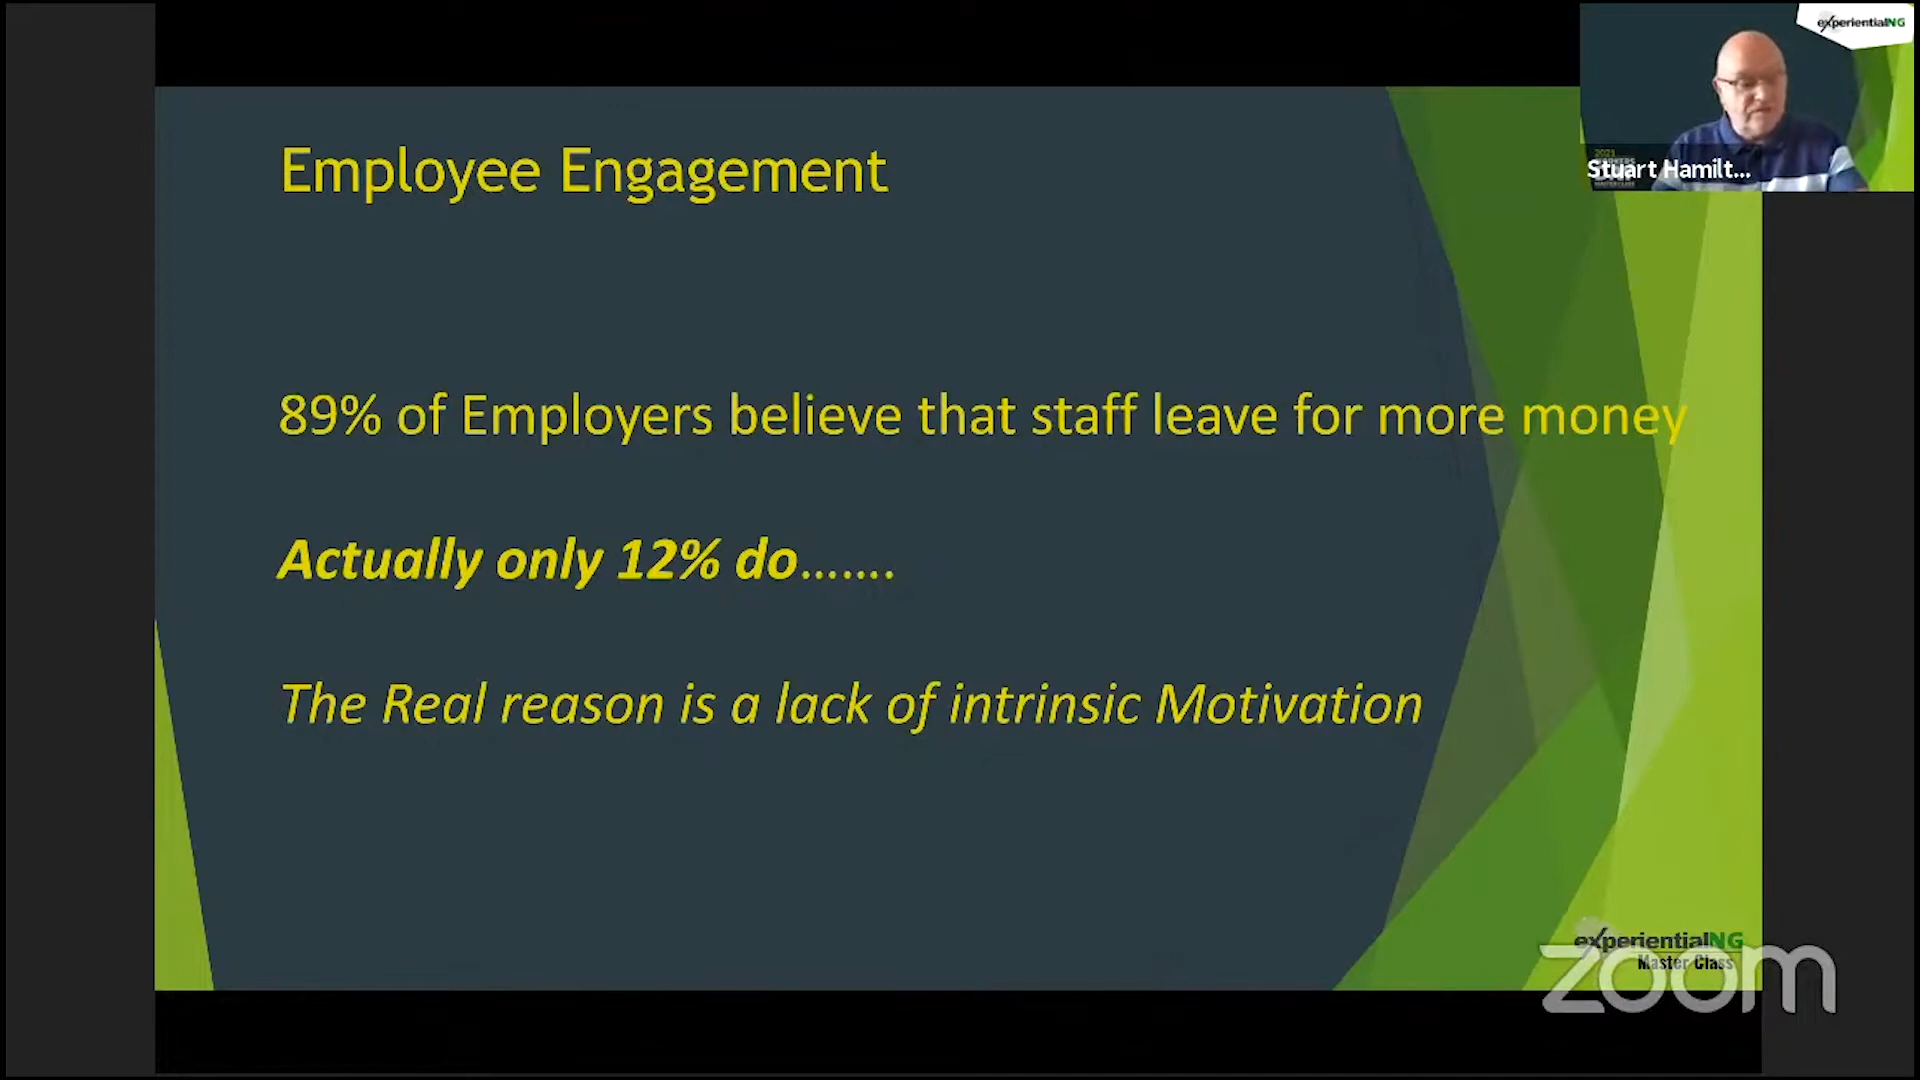 experientialNG
2021
Stuart Hamilt...
Employee Engagement
89% of Employers believe that staff leave for more money
Actually only 12% do.......
The Real reason is a lack of intrinsic Motivation
experientialNG
Master Class
zoom